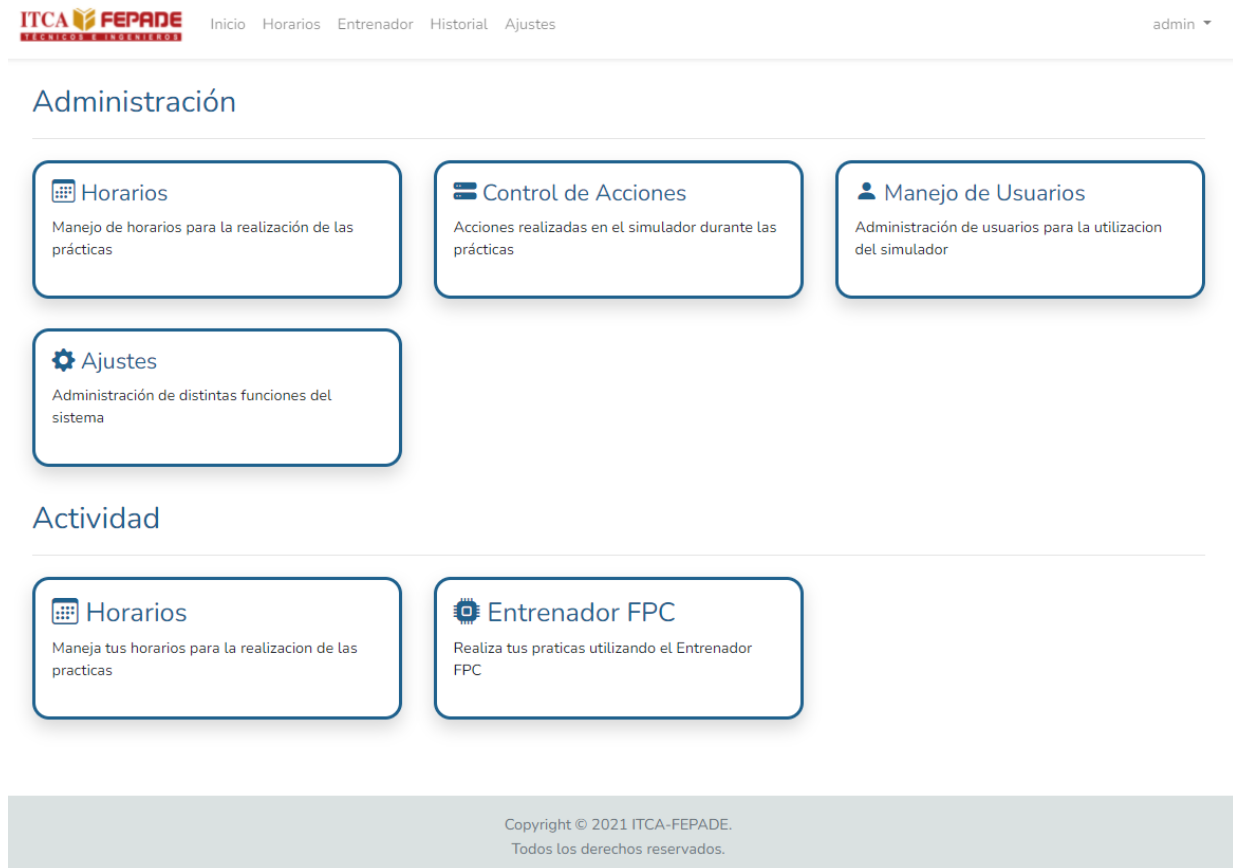 ITCA FEPADE
TÉCNICOS E INGENIEROS
Inicio Horarios Entrenador Historial Ajustes
admin
Administración
Horarios
Manejo de horarios para la realización de las
prácticas
Control de Acciones
Acciones realizadas en el simulador durante las
prácticas
Manejo de Usuarios
Administración de usuarios para la utilizacion
del simulador
Ajustes
Administración de distintas funciones del
sistema
Actividad
Horarios
Maneja tus horarios para la realizacion de las
practicas
Entrenador FPC
Realiza tus praticas utilizando el Entrenador
FPC
Copyright © 2021 ITCA-FEPADE.
Todos los derechos reservados.